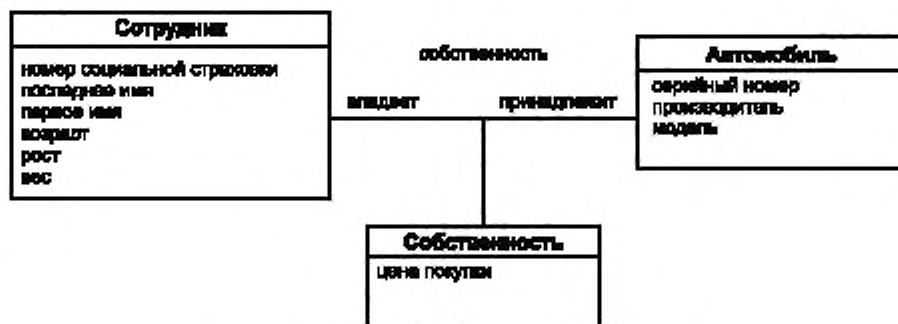 Сотрудник
номер социальной страховки
последнее имя
первое имя
возраст
рост
вес
собственность
владеет
принадлежит
Автомобиль
серийный номер
производитель
модель
Собственность
цена покупки